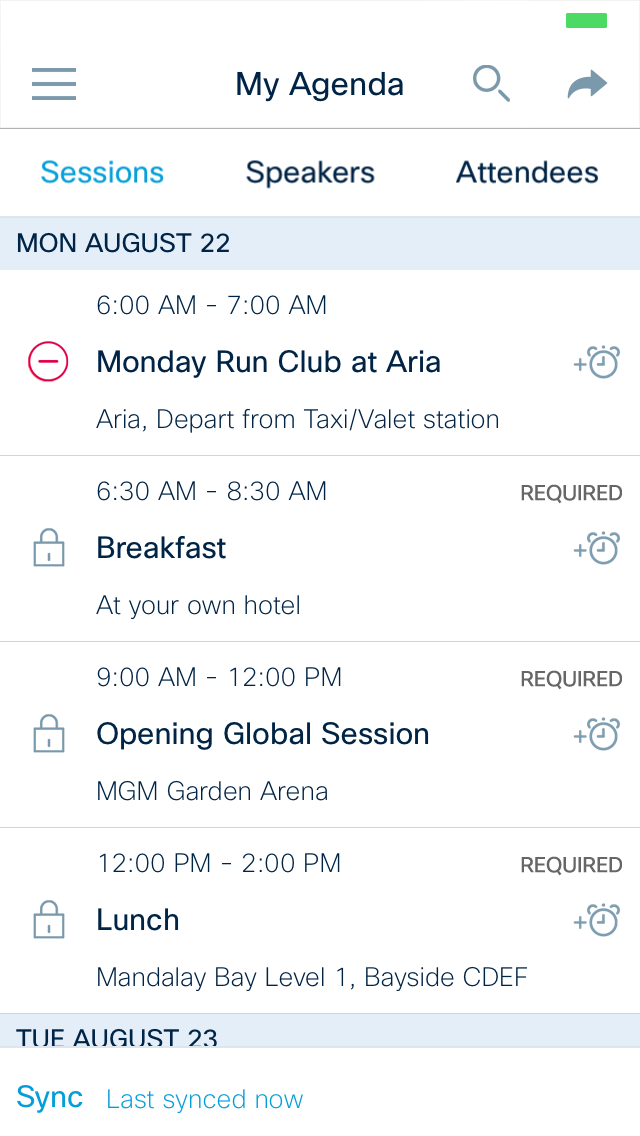 My Agenda
Sessions Speakers Attendees
MON AUGUST 22
6:00 AM – 7:00 AM
Monday Run Club at Aria
Aria, Depart from Taxi/Valet station
6:30 AM – 8:30 AM REQUIRED
Breakfast
At your own hotel
9:00 AM – 12:00 PM REQUIRED
Opening Global Session
MGM Garden Arena
12:00 PM – 2:00 PM REQUIRED
Lunch
Mandalay Bay Level 1, Bayside CDEF
TUE AUGUST 23
Sync Last synced now